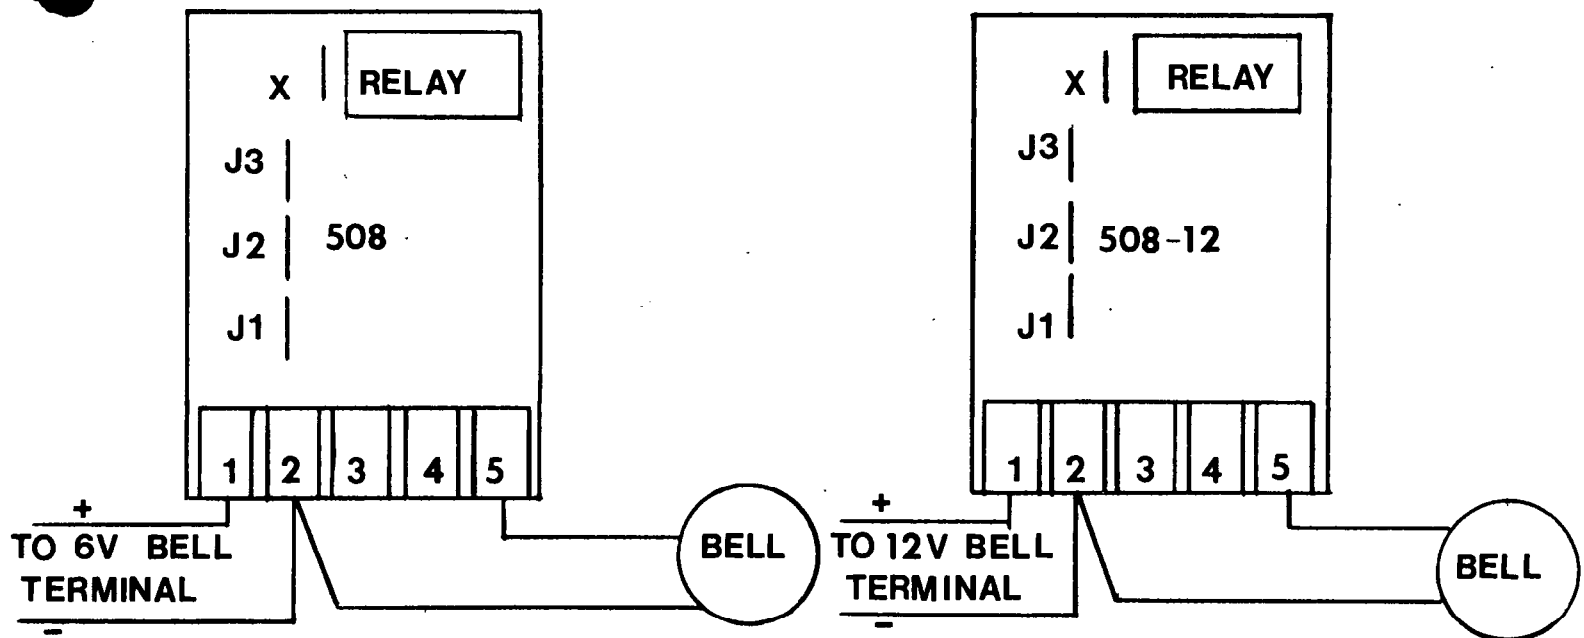 X RELAY
J3
J2 508
J1
1 2 3 4 5
+
TO 6V BELL
TERMINAL
-
BELL
X RELAY
J3
J2 508-12
J1
1 2 3 4 5
+
TO 12V BELL
TERMINAL
-
BELL